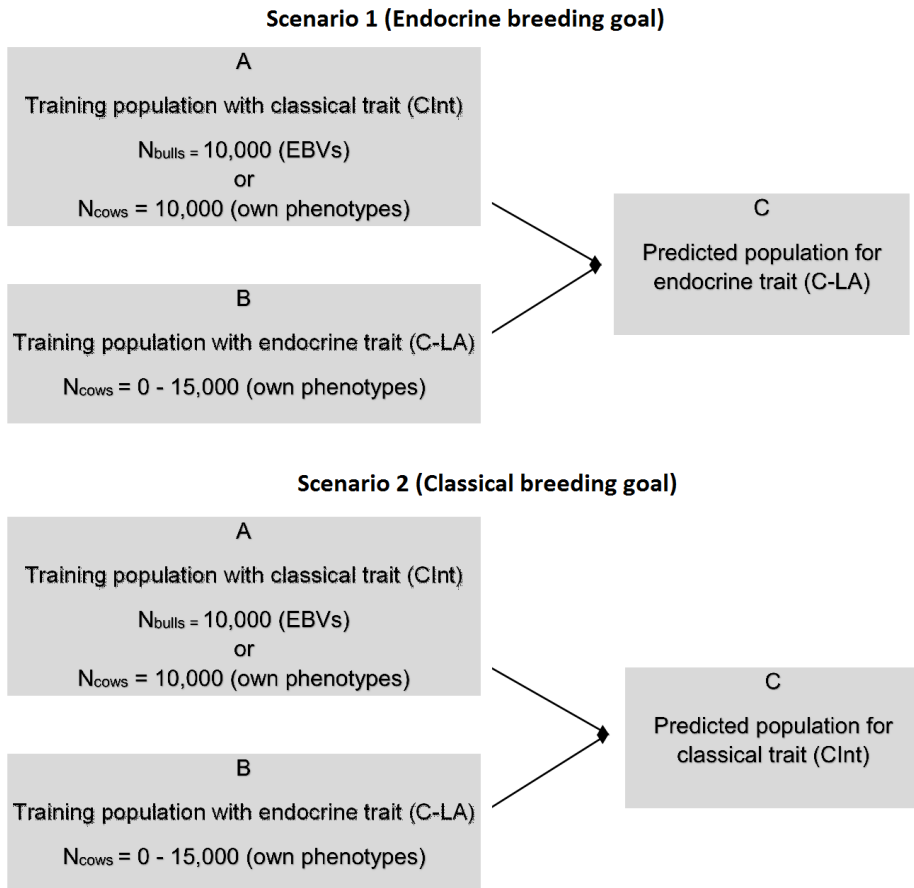 Scenario 1 (Endocrine breeding goal)
A
Training population with classical trait (CInt)
Nbulls = 10,000 (EBVs)
or
Ncows = 10,000 (own phenotypes)
B
Training population with endocrine trait (C-LA)
Ncows = 0 - 15,000 (own phenotypes)
C
Predicted population for
endocrine trait (C-LA)
Scenario 2 (Classical breeding goal)
A
Training population with classical trait (CInt)
Nbulls = 10,000 (EBVs)
or
Ncows = 10,000 (own phenotypes)
B
Training population with endocrine trait (C-LA)
Ncows = 0 - 15,000 (own phenotypes)
C
Predicted population for
classical trait (CInt)